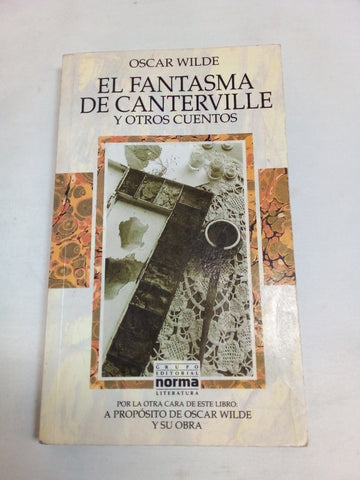 OSCAR WILDE
EL FANTASMA
DE CANTERVILLE
Y OTROS CUENTOS
GRUPO
EDITORIAL
norma
LITERATURA
POR LA OTRA CARA DE ESTE LIBRO:
A PROPÓSITO DE OSCAR WILDE
Y SU OBRA